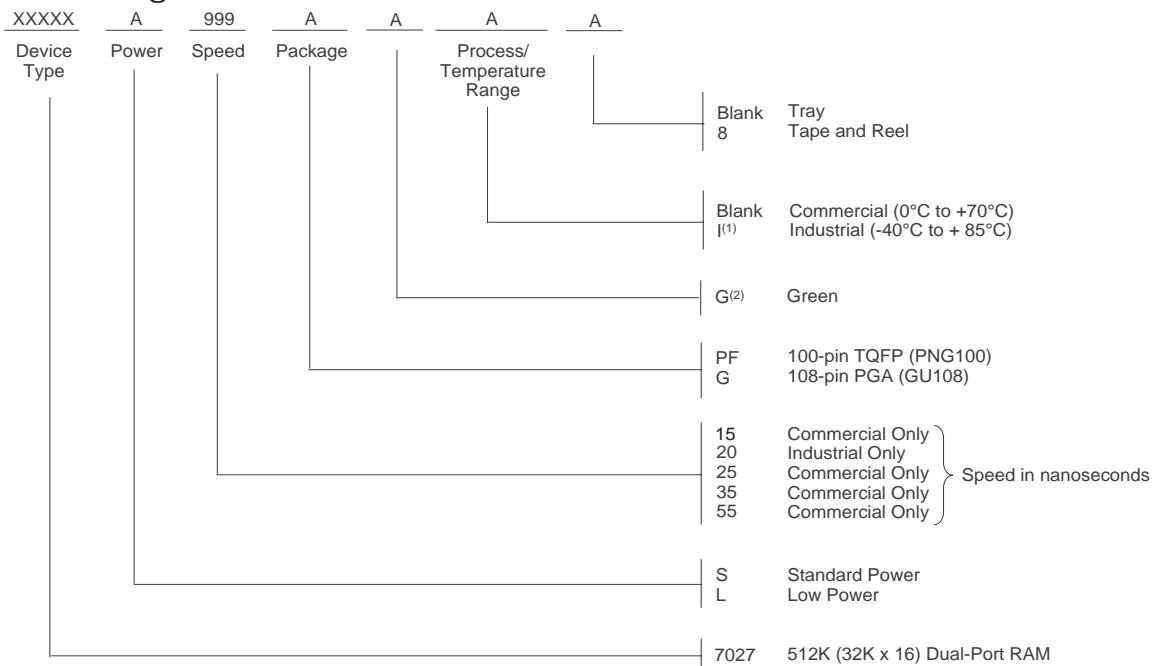 XXXXX A 999 A A A A
Device Type Power Speed Package Process/ Temperature Range
Blank Tray
8 Tape and Reel
Blank Commercial (0°C to +70°C)
I(1) Industrial (-40°C to + 85°C)
G(2) Green
PF 100-pin TQFP (PNG100)
G 108-pin PGA (GU108)
15 Commercial Only
20 Industrial Only
25 Commercial Only Speed in nanoseconds
35 Commercial Only
55 Commercial Only
S Standard Power
L Low Power
7027 512K (32K x 16) Dual-Port RAM